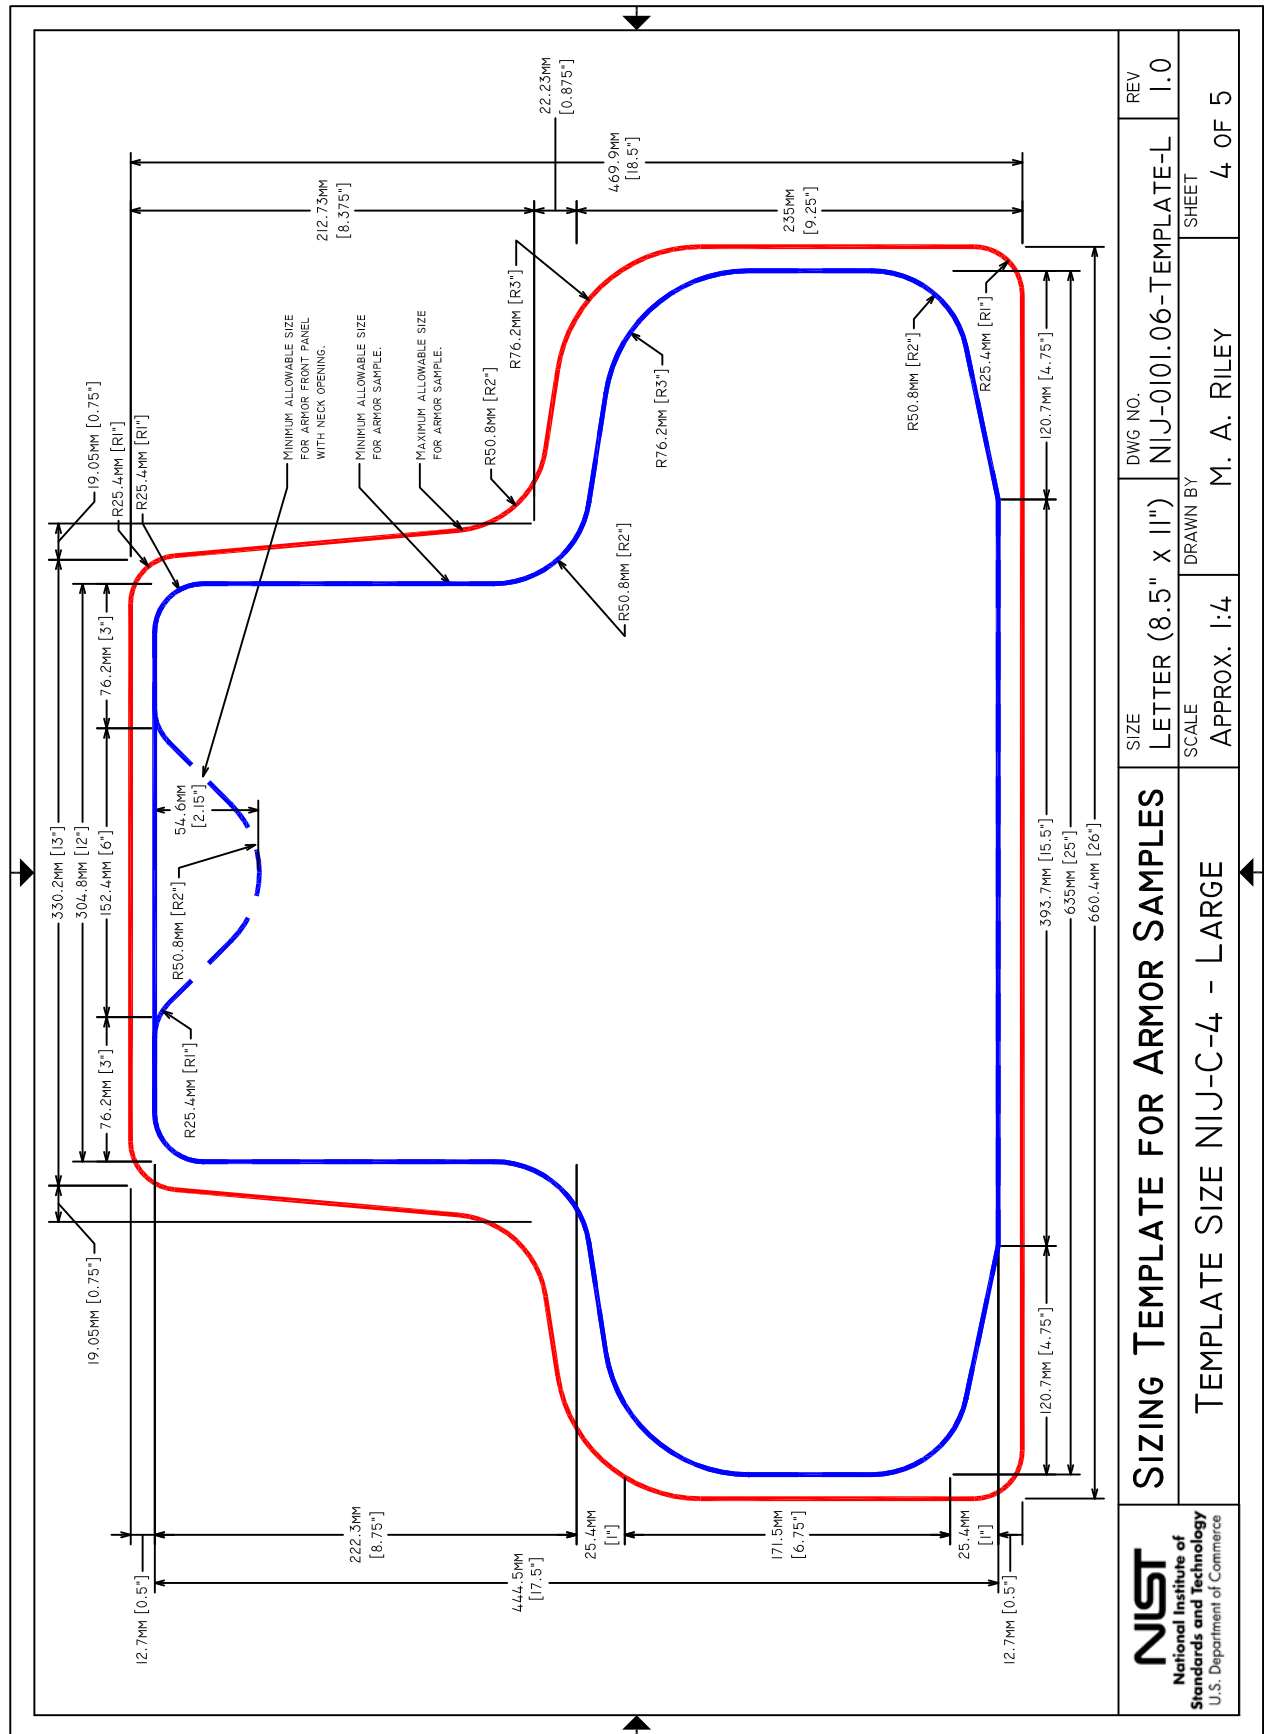 19.05MM [0.75"]
R25.4MM [R1"]
R25.4MM [R1"]
330.2MM [13"]
304.8MM [12"]
76.2MM [3"]
152.4MM [6"]
76.2MM [3"]
19.05MM [0.75"]
MINIMUM ALLOWABLE SIZE
FOR ARMOR FRONT PANEL
WITH NECK OPENING.
MINIMUM ALLOWABLE SIZE
FOR ARMOR SAMPLE.
MAXIMUM ALLOWABLE SIZE
FOR ARMOR SAMPLE.
54.6MM
[2.15"]
R50.8MM [R2"]
R25.4MM [R1"]
R50.8MM [R2"]
R76.2MM [R3"]
R50.8MM [R2"]
R76.2MM [R3"]
R50.8MM [R2"]
R25.4MM [R1"]
212.73MM
[8.375"]
22.23MM
[0.875"]
469.9MM
[18.5"]
235MM
[9.25"]
12.7MM [0.5"]
222.3MM
[8.75"]
444.5MM
[17.5"]
25.4MM
[1"]
171.5MM
[6.75"]
25.4MM
[1"]
12.7MM [0.5"]
120.7MM [4.75"]
393.7MM [15.5"]
120.7MM [4.75"]
635MM [25"]
660.4MM [26"]
NIST
National Institute of
Standards and Technology
U.S. Department of Commerce
SIZING TEMPLATE FOR ARMOR SAMPLES
TEMPLATE SIZE NIJ-C-4 - LARGE
SIZE
LETTER (8.5" X 11")
DWG NO.
NIJ-0101.06-TEMPLATE-L
REV
1.0
SCALE
APPROX. 1:4
DRAWN BY
M. A. RILEY
SHEET
4 OF 5